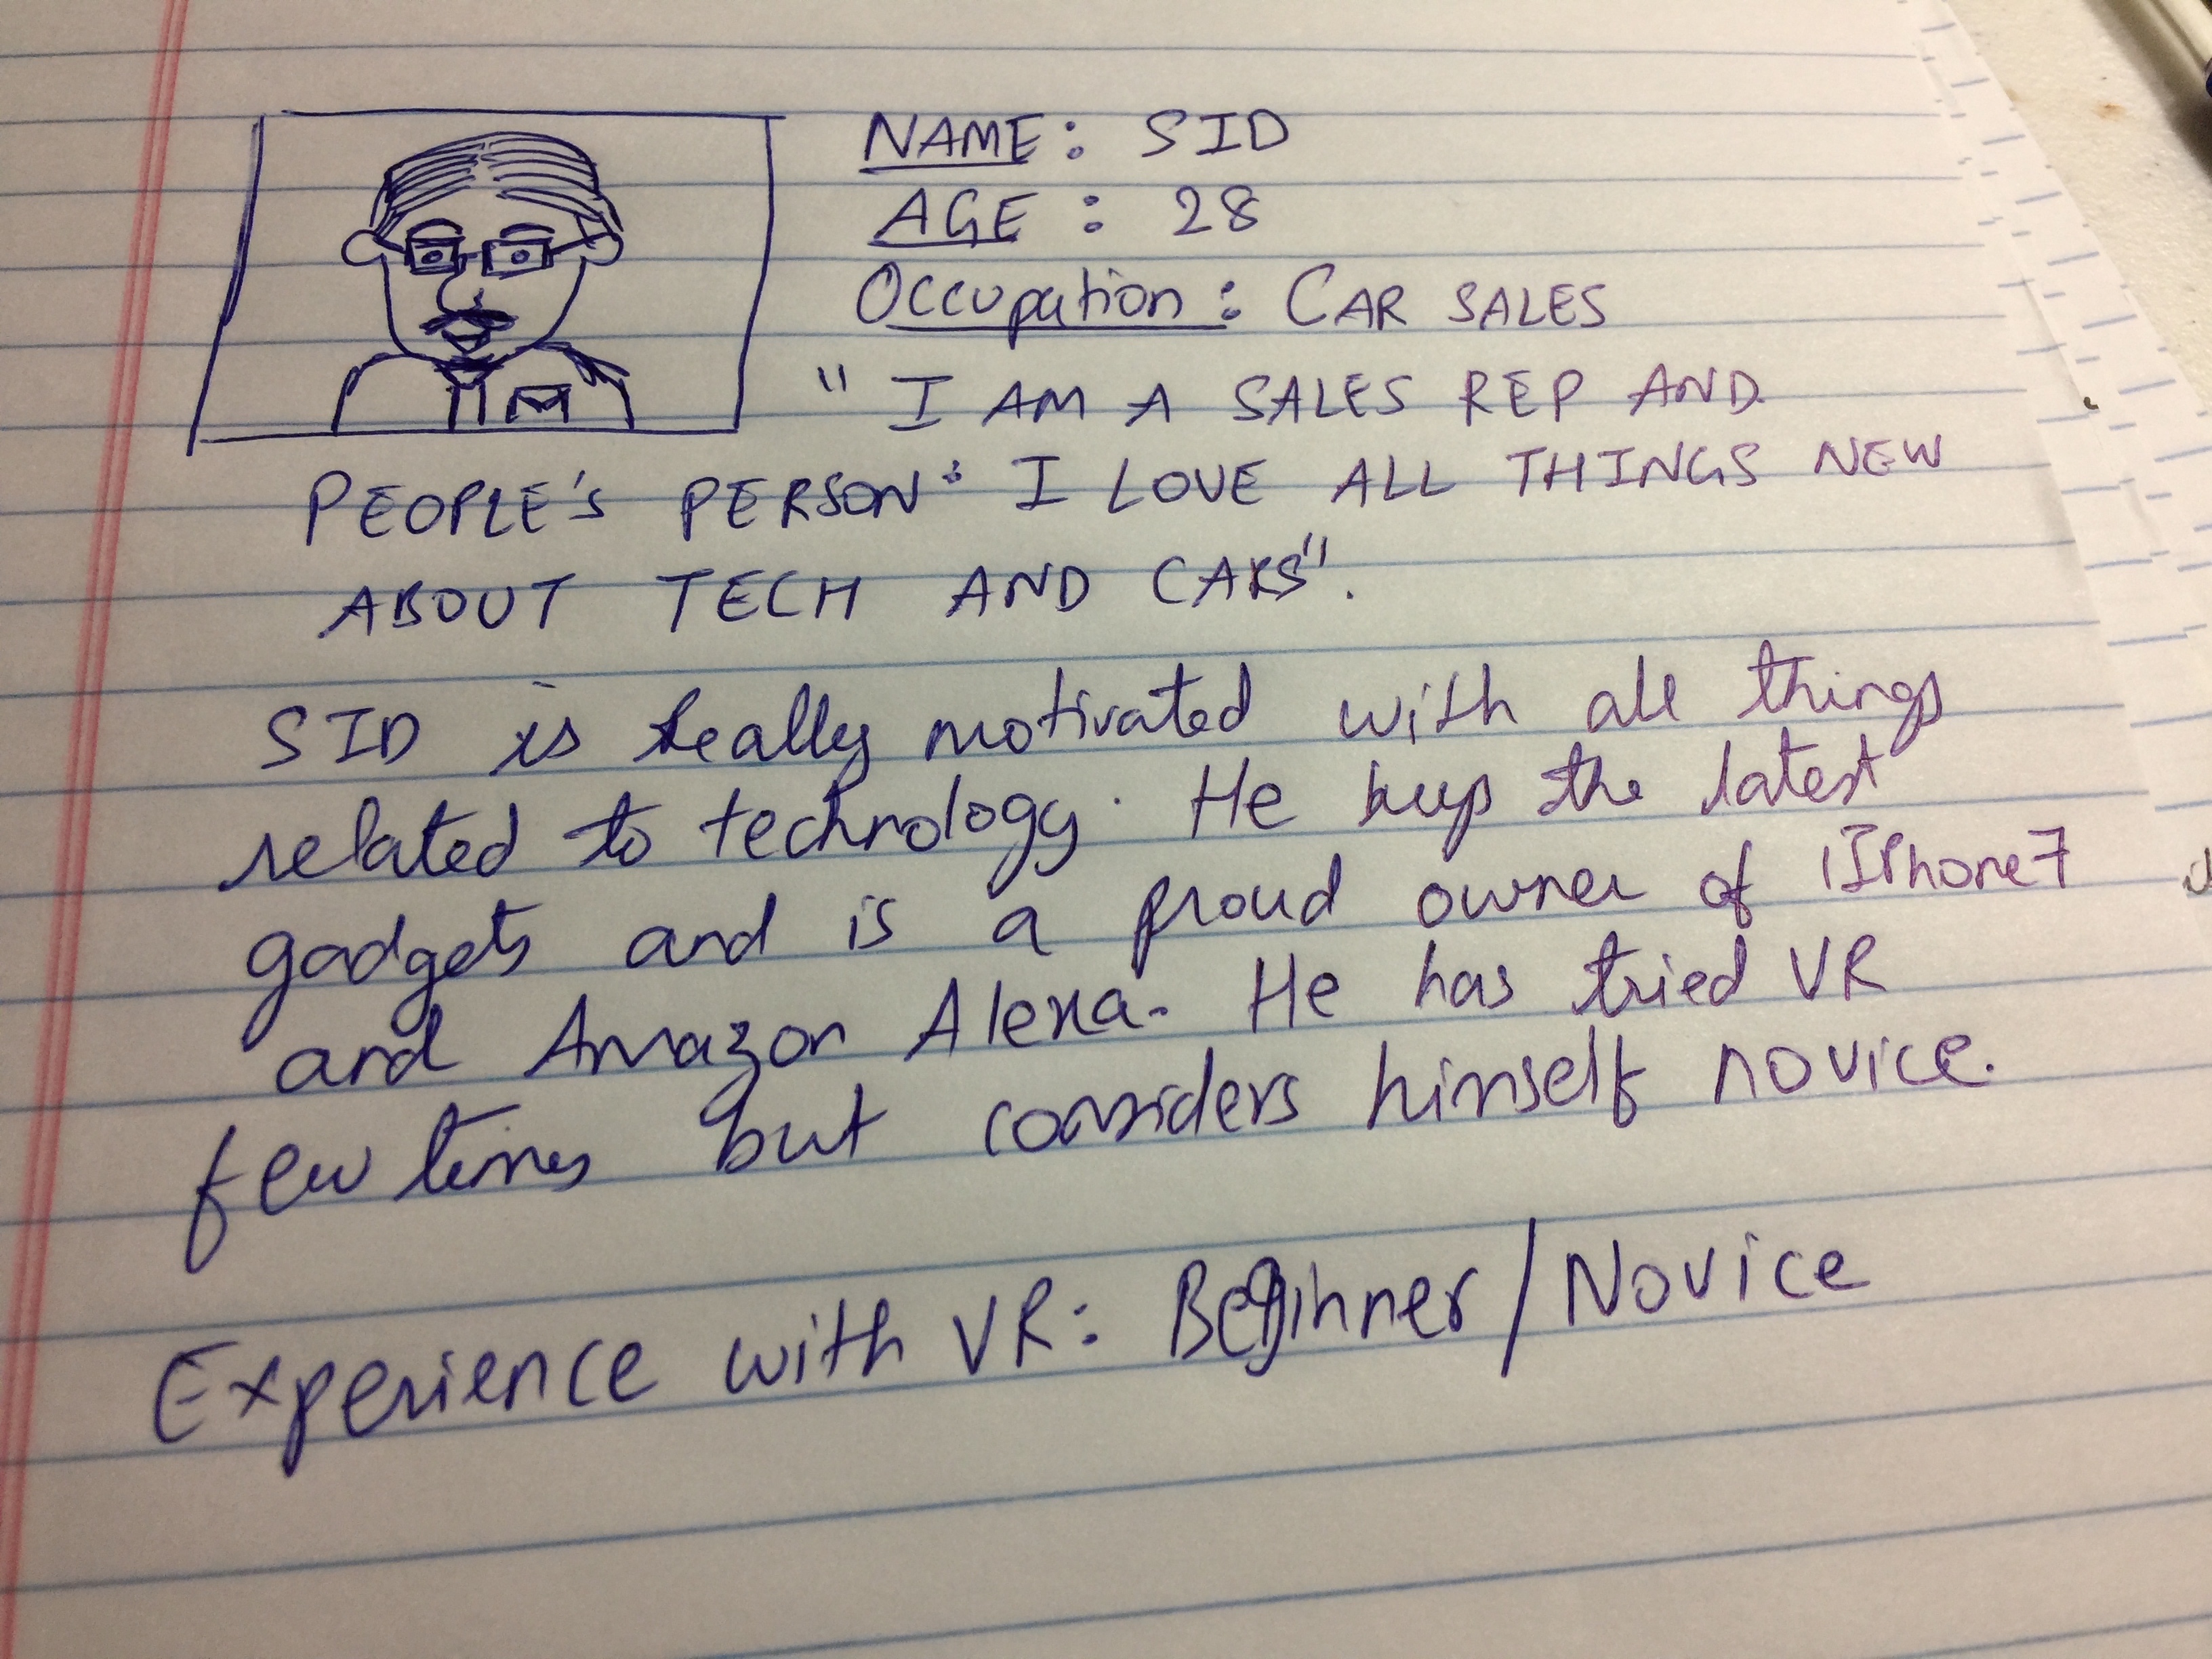 NAME: SID
AGE : 28
Occupation: CAR SALES
" I AM A SALES REP AND
PEOPLE'S PERSON. I LOVE ALL THINGS NEW
ABOUT TECH AND CARS".
SID is really motivated with all things
related to technology. He keeps the latest
gadgets and is a proud owner of IPhone7
and Amazon Alexa. He has tried VR
few times but considers himself novice.
Experience with VR: Beginner/Novice